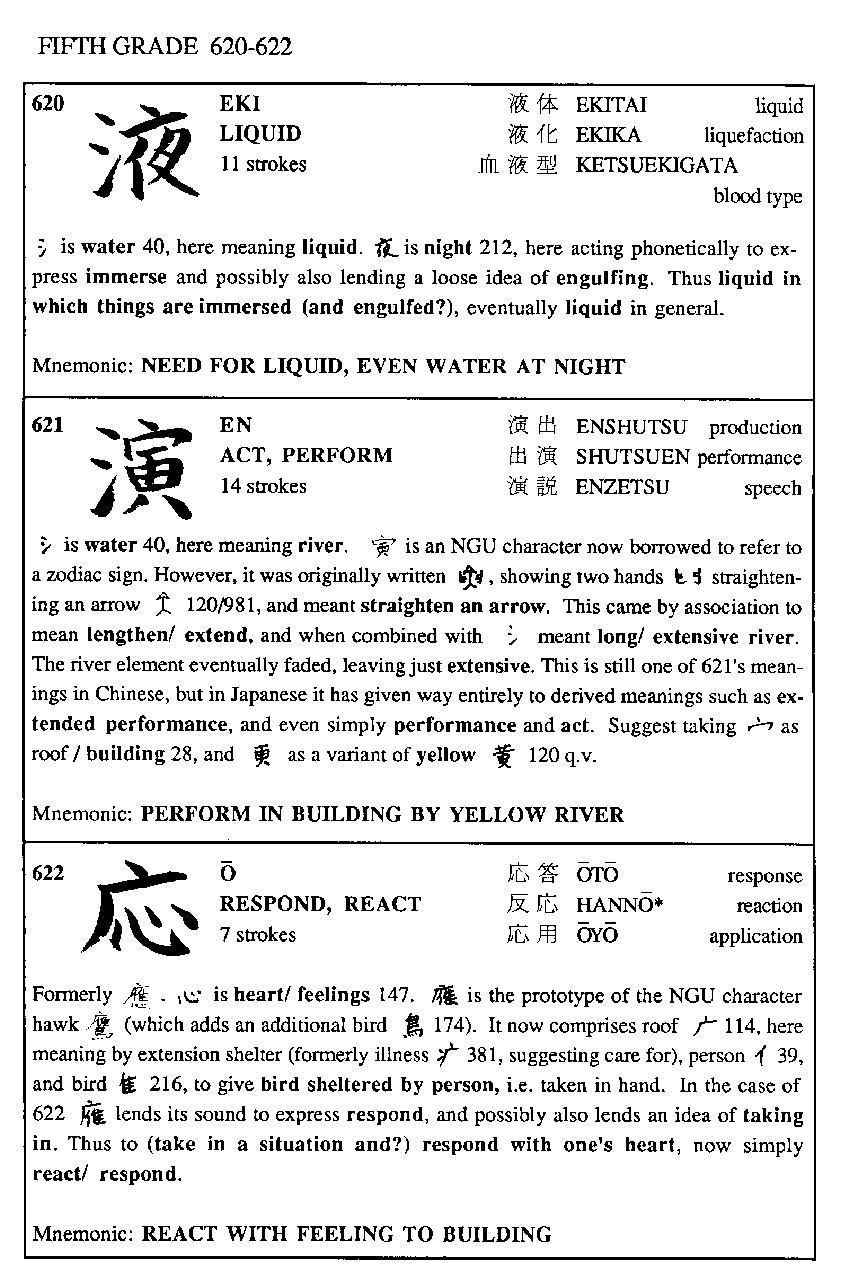 FIFTH GRADE 620-622
620 液 EKI 液体 EKITAI liquid
LIQUID 液化 EKIKA liquefaction
11 strokes 血液型 KETSUEKIGATA
blood type
氵 is water 40, here meaning liquid. 夜 is night 212, here acting phonetically to ex-
press immerse and possibly also lending a loose idea of engulfing. Thus liquid in
which things are immersed (and engulfed?), eventually liquid in general.
Mnemonic: NEED FOR LIQUID, EVEN WATER AT NIGHT
621 演 EN 演出 ENSHUTSU production
ACT, PERFORM 出演 SHUTSUEN performance
14 strokes 演説 ENZETSU speech
氵 is water 40, here meaning river. 寅 is an NGU character now borrowed to refer to
a zodiac sign. However, it was originally written , showing two hands straighten-
ing an arrow 120/981, and meant straighten an arrow. This came by association to
mean lengthen/ extend, and when combined with 氵 meant long/ extensive river.
The river element eventually faded, leaving just extensive. This is still one of 621's mean-
ings in Chinese, but in Japanese it has given way entirely to derived meanings such as ex-
tended performance, and even simply performance and act. Suggest taking 宀 as
roof / building 28, and as a variant of yellow 黄 120 q.v.
Mnemonic: PERFORM IN BUILDING BY YELLOW RIVER
622 応 Ō 応答 ŌTŌ response
RESPOND, REACT 反応 HANNŌ* reaction
7 strokes 応用 ŌYŌ application
Formerly 應. 心 is heart/ feelings 147. is the prototype of the NGU character
hawk 鷹 (which adds an additional bird 鳥 174). It now comprises roof 广 114, here
meaning by extension shelter (formerly illness 疒 381, suggesting care for), person 亻 39,
and bird 隹 216, to give bird sheltered by person, i.e. taken in hand. In the case of
622 lends its sound to express respond, and possibly also lends an idea of taking
in. Thus to (take in a situation and?) respond with one's heart, now simply
react/ respond.
Mnemonic: REACT WITH FEELING TO BUILDING